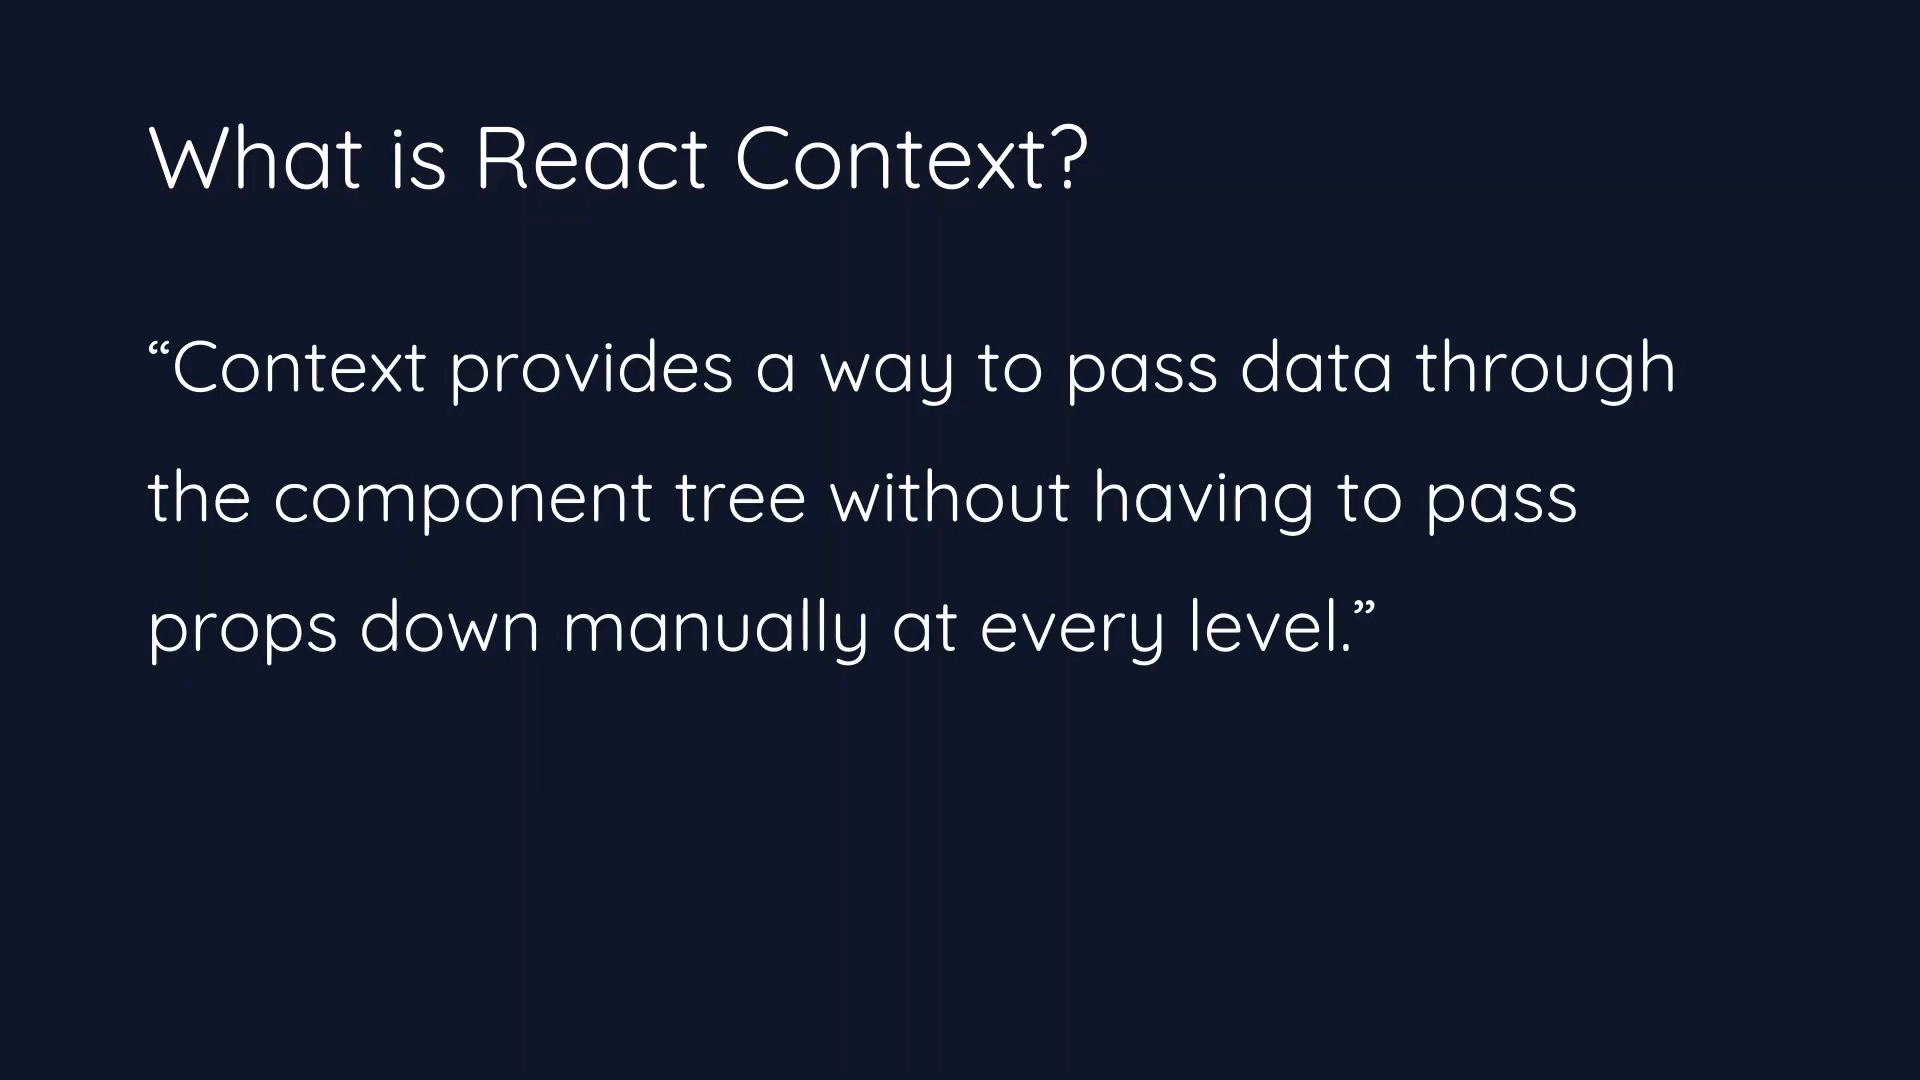 What is React Context?
“Context provides a way to pass data through
the component tree without having to pass
props down manually at every level.”